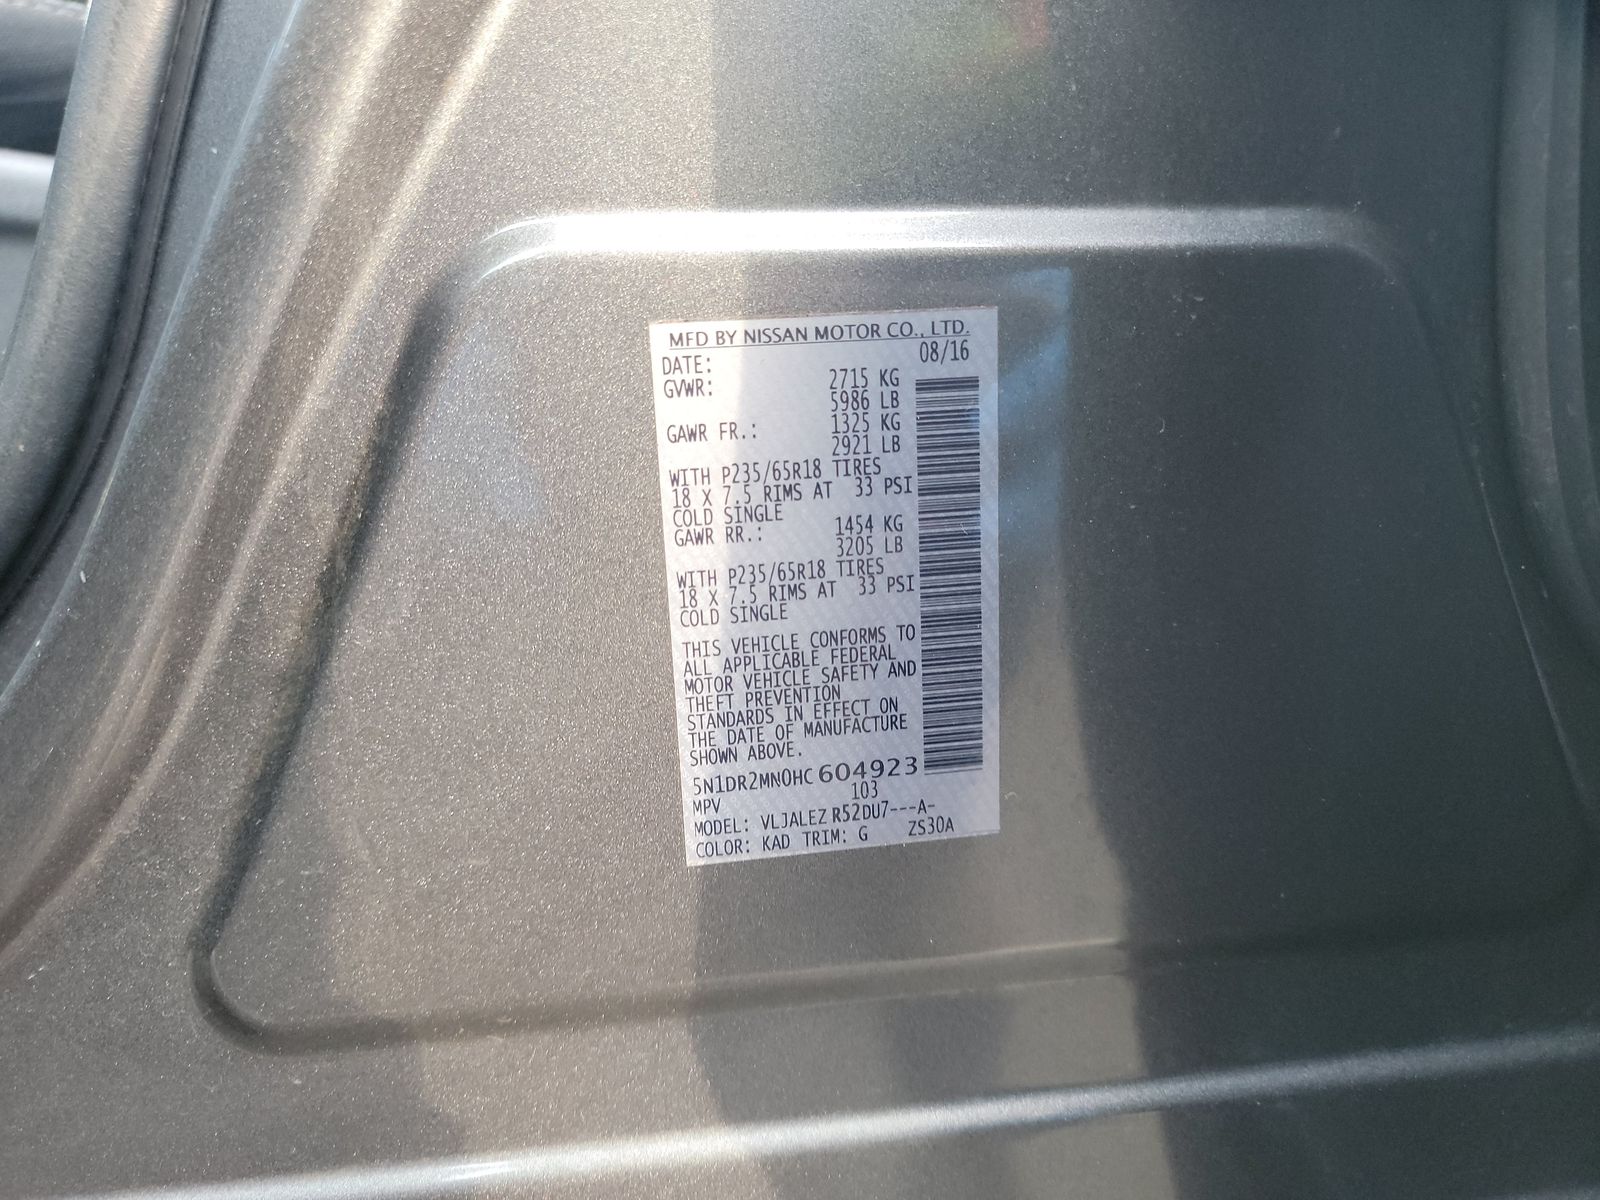 MFD BY NISSAN MOTOR CO., LTD.
DATE: 08/16
GVWR: 2715 KG
5986 LB
GAWR FR.: 1325 KG
2921 LB
WITH P235/65R18 TIRES
18 X 7.5 RIMS AT 33 PSI
COLD SINGLE
GAWR RR.: 1454 KG
3205 LB
WITH P235/65R18 TIRES
18 X 7.5 RIMS AT 33 PSI
COLD SINGLE
THIS VEHICLE CONFORMS TO
ALL APPLICABLE FEDERAL
MOTOR VEHICLE SAFETY AND
THEFT PREVENTION
STANDARDS IN EFFECT ON
THE DATE OF MANUFACTURE
SHOWN ABOVE.
5N1DR2MN0HC604923
MPV 103
MODEL: VLJALEZ R52DU7---A-
COLOR: KAD TRIM: G ZS30A